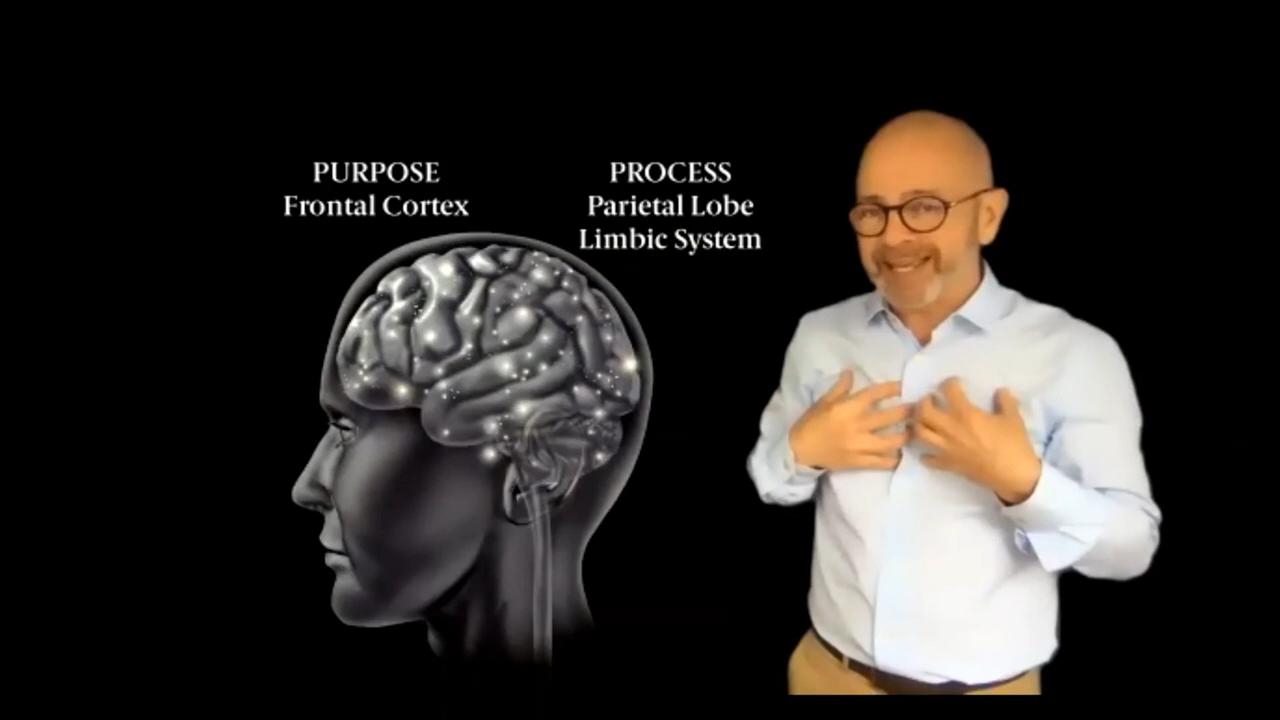 PURPOSE
Frontal Cortex
PROCESS
Parietal Lobe
Limbic System